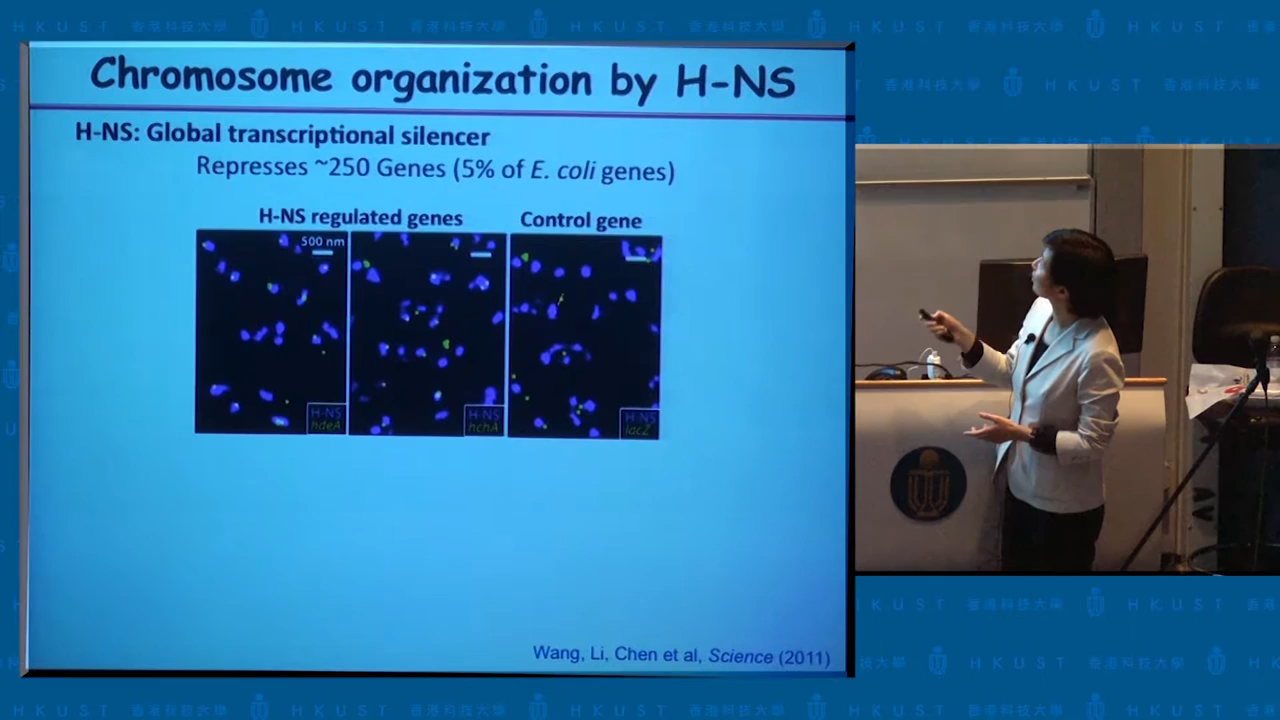 Chromosome organization by H-NS
H-NS: Global transcriptional silencer
Represses ~250 Genes (5% of E. coli genes)
H-NS regulated genes
Control gene
500 nm
H-NS
hdeA
H-NS
hchA
H-NS
lacZ
Wang, Li, Chen et al, Science (2011)
AV
HKUST 香港科技大學